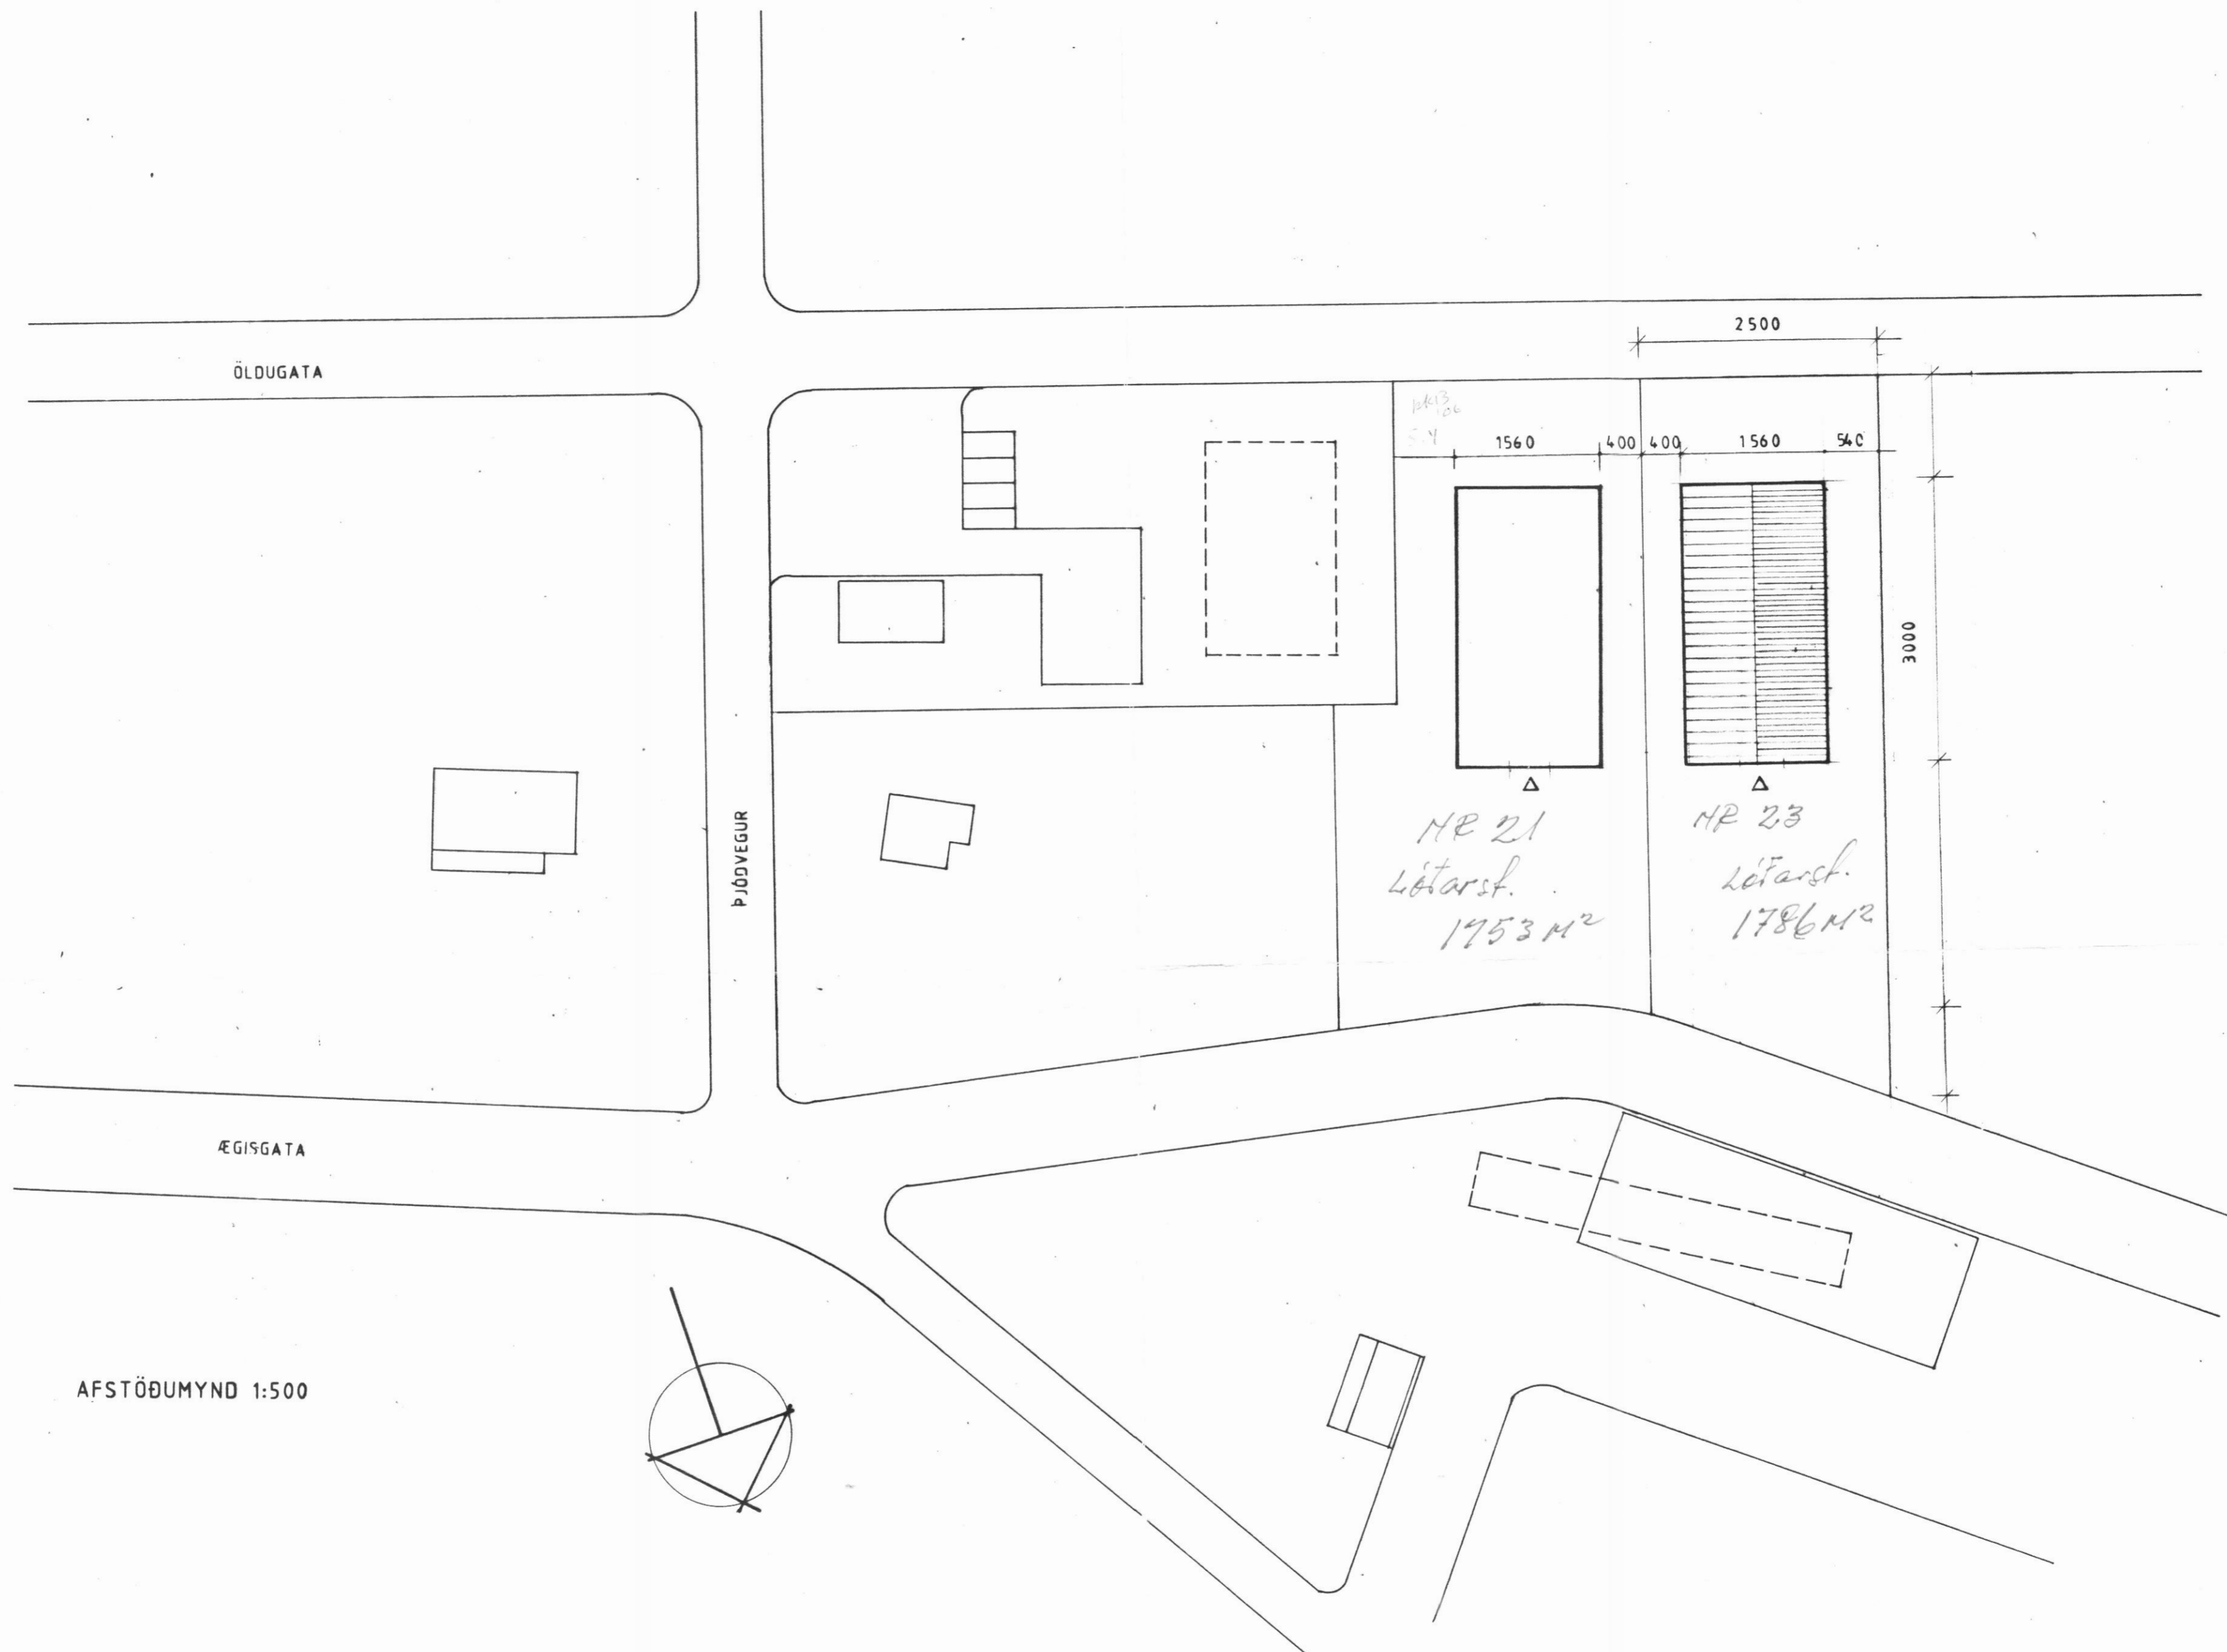 ÖLDUGATA
2500
1560
400
400
1560
540
3000
ÞJÓÐVEGUR
NR 21
Lóðarst.
1753 M²
NR 23
Lóðarst.
1786 M²
ÆGISGATA
AFSTÖÐUMYND 1:500